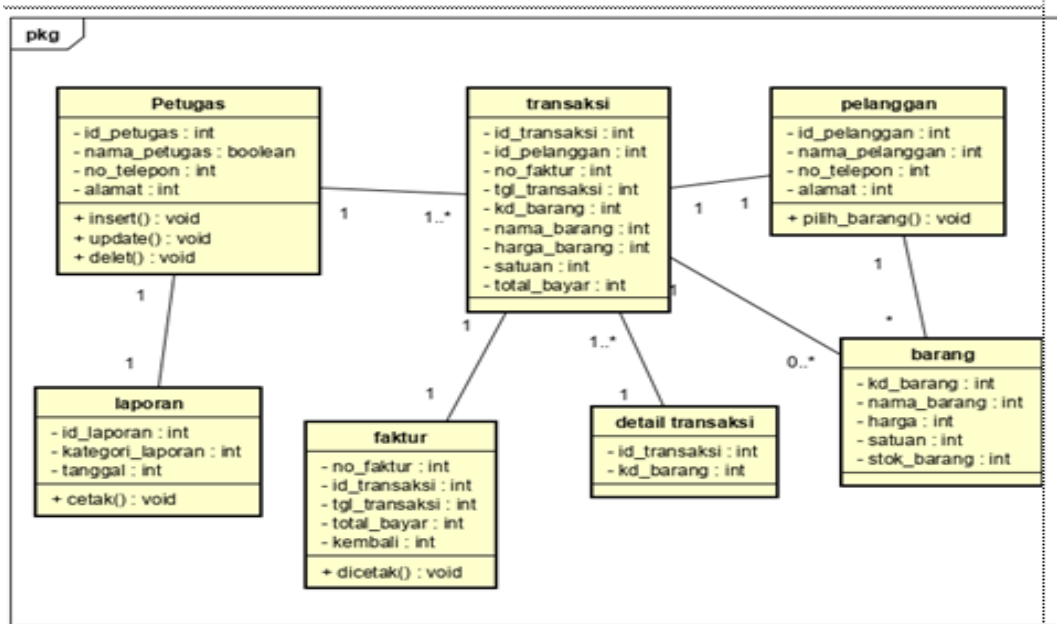 pkg
Petugas
- id_petugas : int
- nama_petugas : boolean
- no_telepon : int
- alamat : int
+ insert() : void
+ update() : void
+ delet() : void
transaksi
- id_transaksi : int
- id_pelanggan : int
- no_faktur : int
- tgl_transaksi : int
- kd_barang : int
- nama_barang : int
- harga_barang : int
- satuan : int
- total_bayar : int
pelanggan
- id_pelanggan : int
- nama_pelanggan : int
- no_telepon : int
- alamat : int
+ pilih_barang() : void
1
1..*
1
1
1
*
1
0..*
1
1
1
1
1..*
1
laporan
- id_laporan : int
- kategori_laporan : int
- tanggal : int
+ cetak() : void
faktur
- no_faktur : int
- id_transaksi : int
- tgl_transaksi : int
- total_bayar : int
- kembali : int
+ dicetak() : void
detail transaksi
- id_transaksi : int
- kd_barang : int
barang
- kd_barang : int
- nama_barang : int
- harga : int
- satuan : int
- stok_barang : int